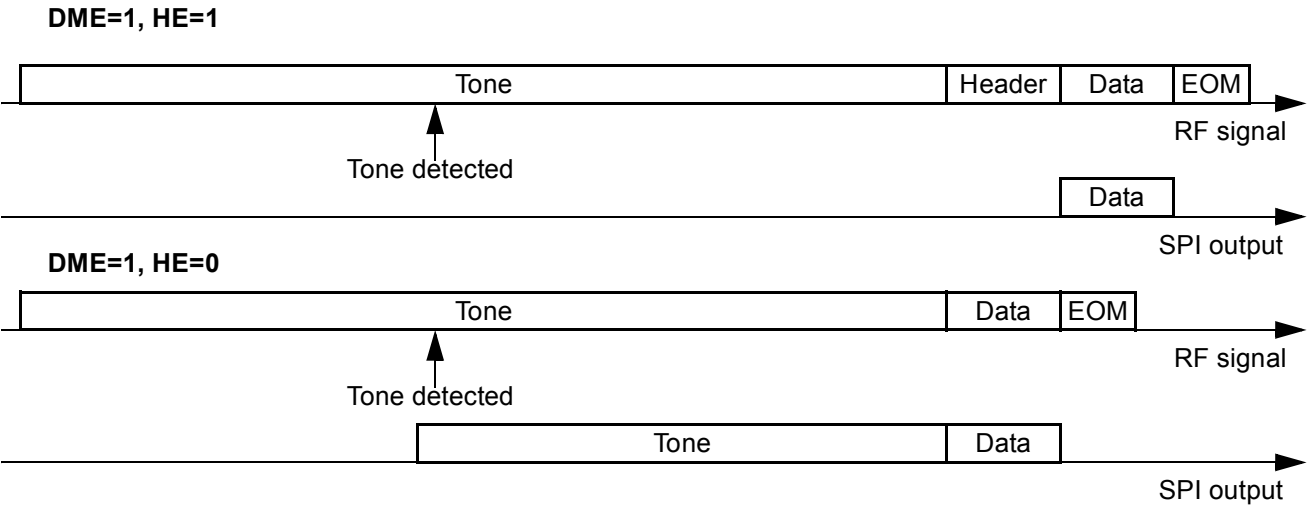 DME=1, HE=1
Tone Header Data EOM
RF signal
Tone detected
Data
SPI output
DME=1, HE=0
Tone Data EOM
RF signal
Tone detected
Tone Data
SPI output